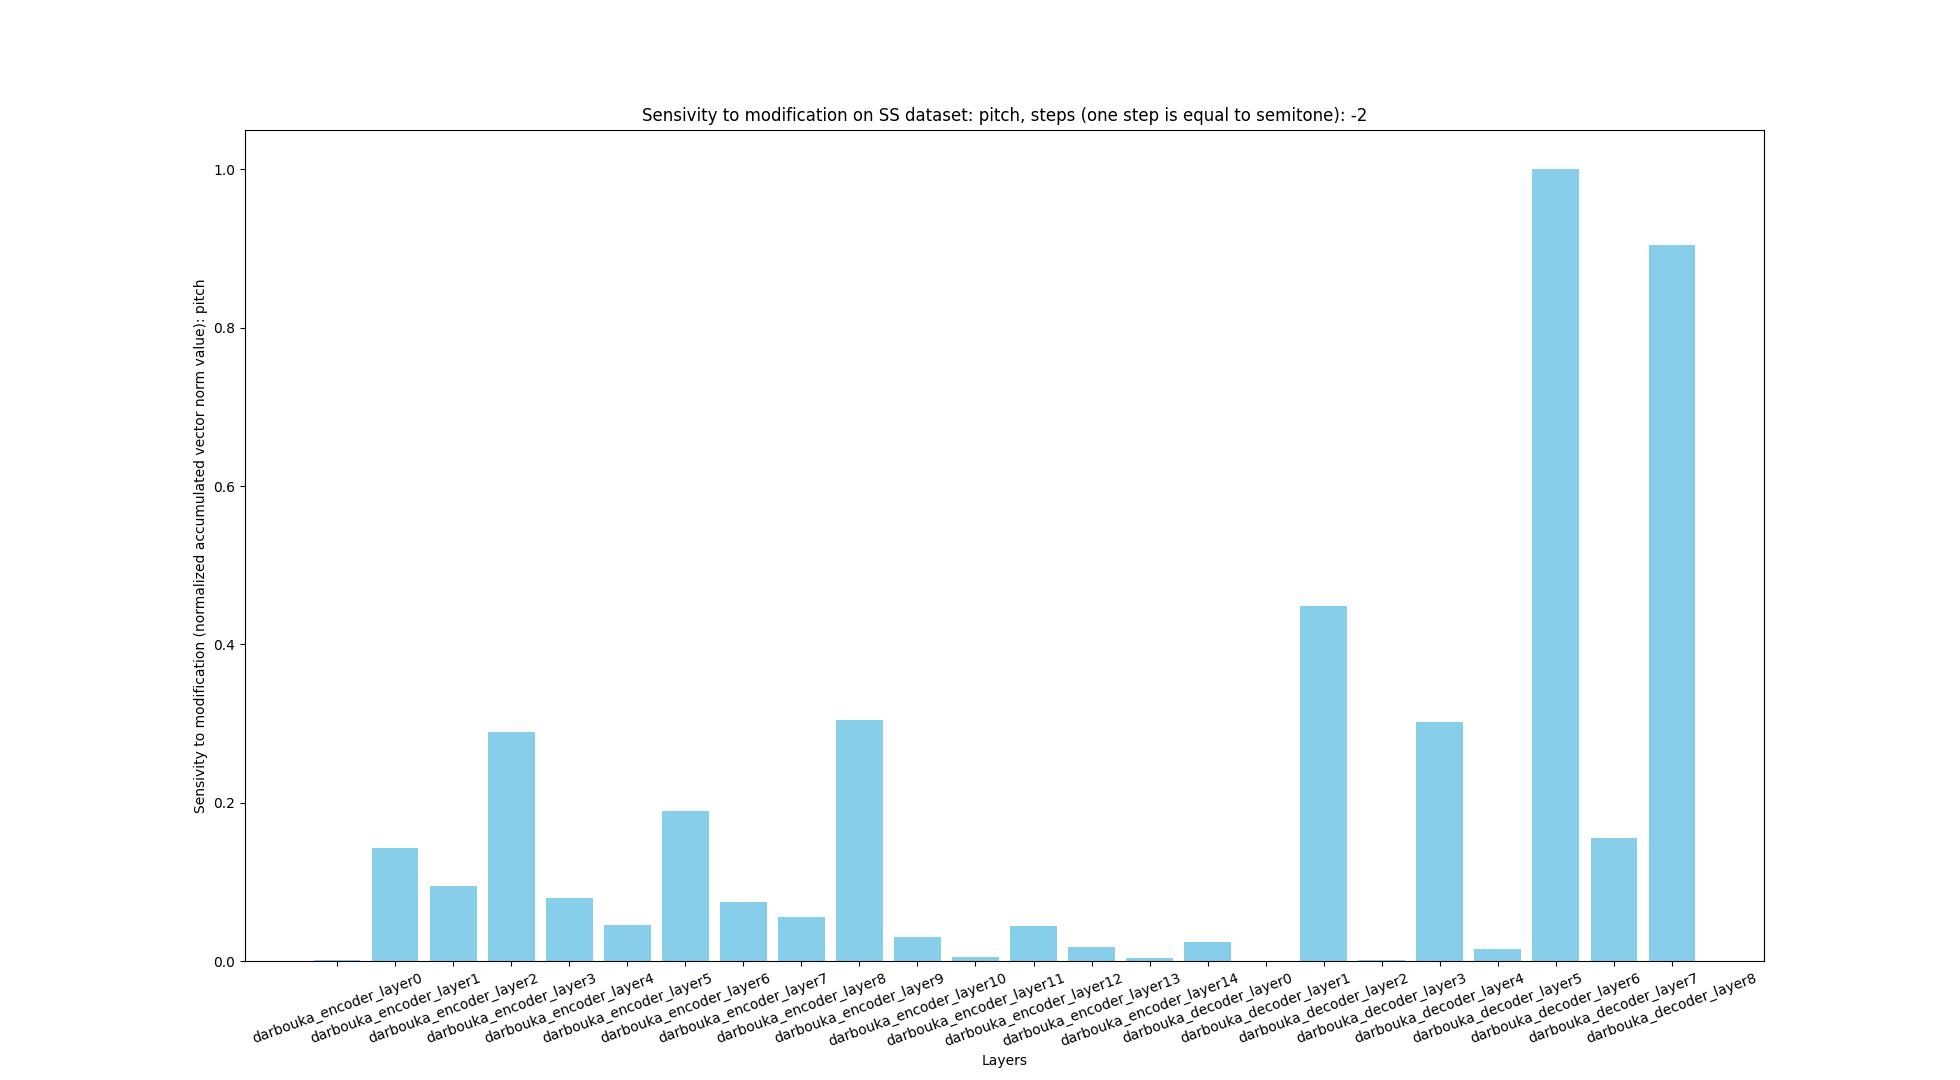 Sensivity to modification on SS dataset: pitch, steps (one step is equal to semitone): -2
Sensivity to modification (normalized accumulated vector norm value): pitch
1.0
0.8
0.6
0.4
0.2
0.0
darbouka_encoder_layer0
darbouka_encoder_layer1
darbouka_encoder_layer2
darbouka_encoder_layer3
darbouka_encoder_layer4
darbouka_encoder_layer5
darbouka_encoder_layer6
darbouka_encoder_layer7
darbouka_encoder_layer8
darbouka_encoder_layer9
darbouka_encoder_layer10
darbouka_encoder_layer11
darbouka_encoder_layer12
darbouka_encoder_layer13
darbouka_encoder_layer14
darbouka_decoder_layer0
darbouka_decoder_layer1
darbouka_decoder_layer2
darbouka_decoder_layer3
darbouka_decoder_layer4
darbouka_decoder_layer5
darbouka_decoder_layer6
darbouka_decoder_layer7
darbouka_decoder_layer8
Layers